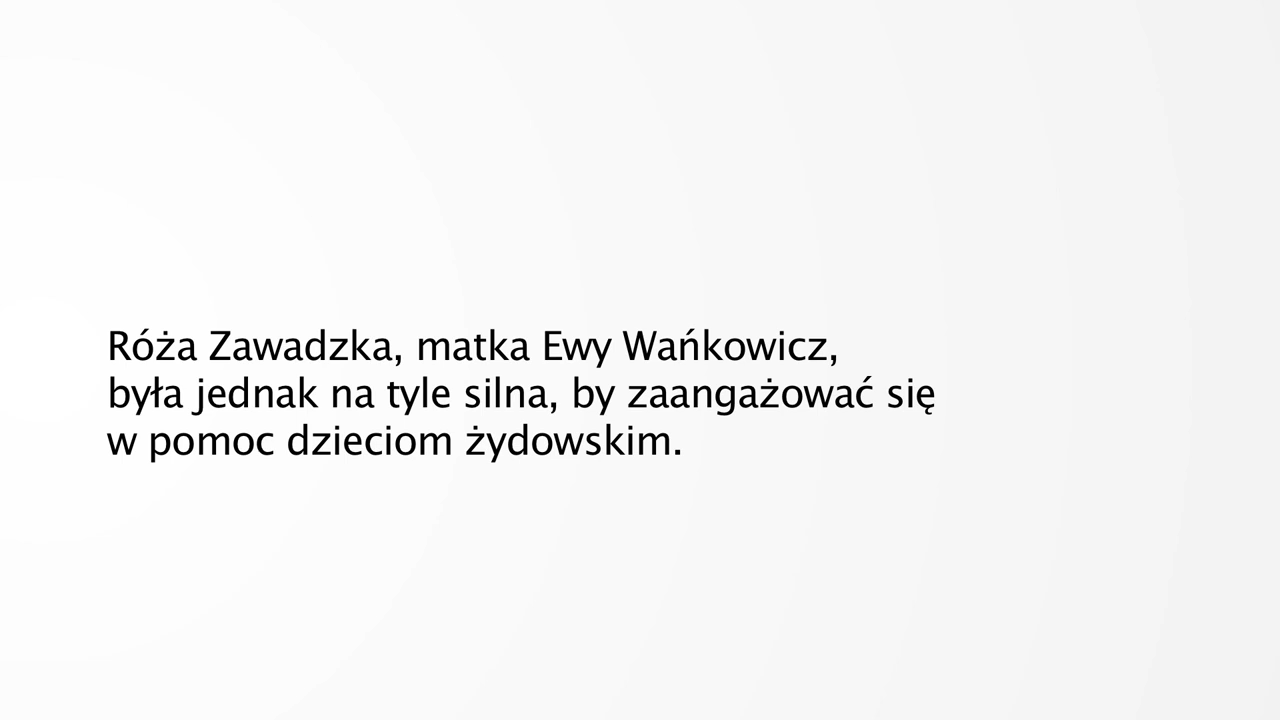 Róża Zawadzka, matka Ewy Wańkowicz,
była jednak na tyle silna, by zaangażować się
w pomoc dzieciom żydowskim.